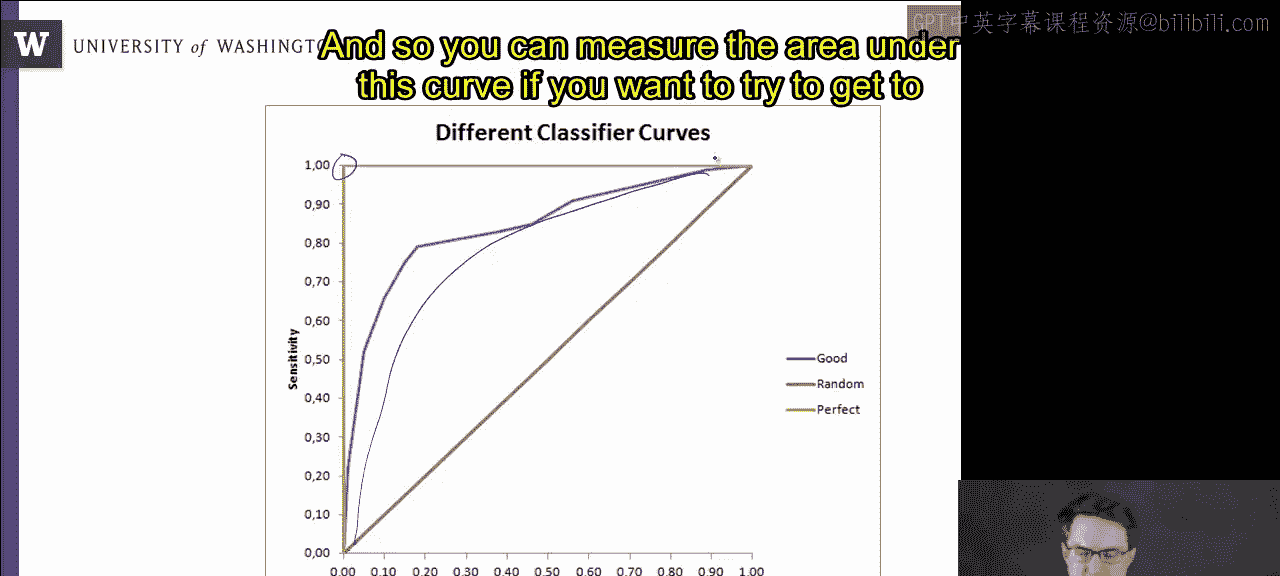 GPT中英字幕课程资源@bilibili.com
W
UNIVERSITY of WASHINGTO
And so you can measure the area under
this curve if you want to try to get to
Different Classifier Curves
1,00
0,90
0,80
0,70
0,60
0,50
0,40
0,30
0,20
0,10
0,00
Sensitivity
Good
Random
Perfect
0,00 0,10 0,20 0,30 0,40 0,50 0,60 0,70 0,80 0,90 1,00